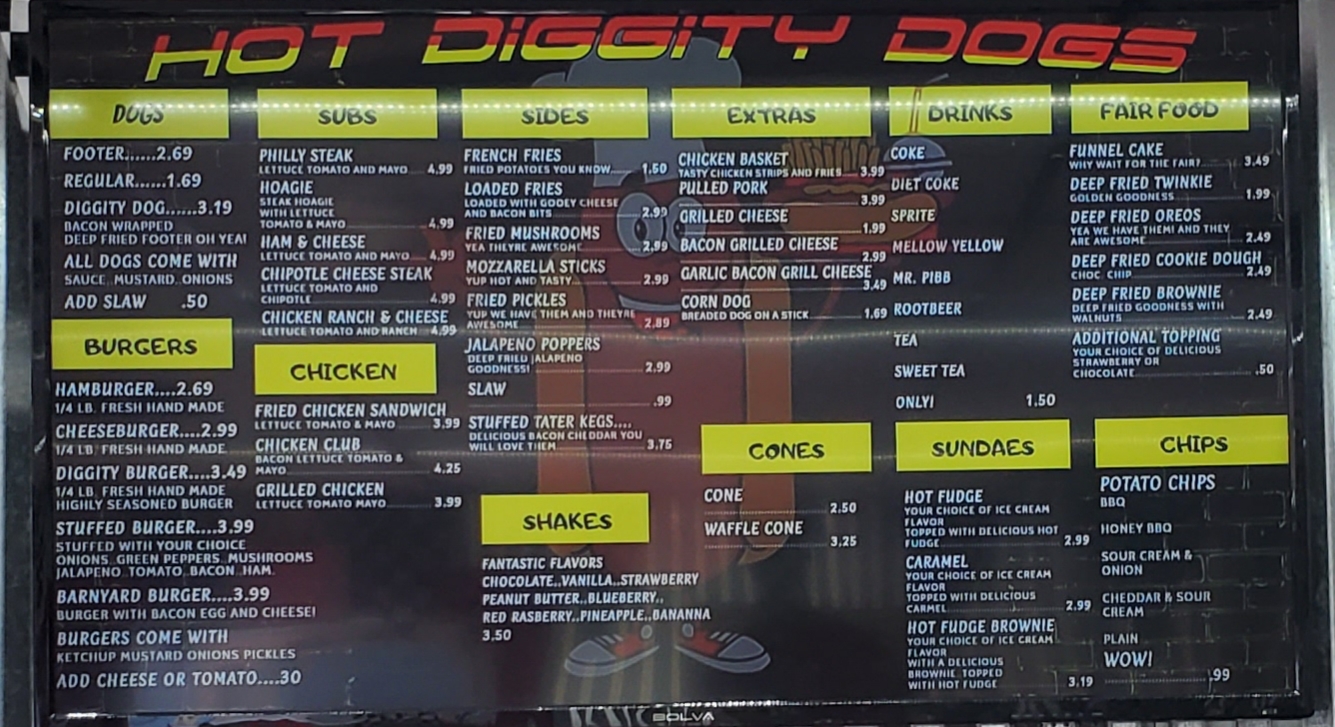 HOT DIGGITY DOGS
DOGS
FOOTER......2.69
REGULAR......1.69
DIGGITY DOG......3.19
BACON WRAPPED
DEEP FRIED FOOTER OH YEA!
ALL DOGS COME WITH
SAUCE, MUSTARD, ONIONS
ADD SLAW .50
BURGERS
HAMBURGER....2.69
1/4 LB. FRESH HAND MADE
CHEESEBURGER....2.99
1/4 LB. FRESH HAND MADE
DIGGITY BURGER....3.49
1/4 LB. FRESH HAND MADE
HIGHLY SEASONED BURGER
STUFFED BURGER....3.99
STUFFED WITH YOUR CHOICE
ONIONS, GREEN PEPPERS, MUSHROOMS
JALAPENO, TOMATO, BACON, HAM.
BARNYARD BURGER....3.99
BURGER WITH BACON EGG AND CHEESE!
BURGERS COME WITH
KETCHUP MUSTARD ONIONS PICKLES
ADD CHEESE OR TOMATO....30
SUBS
PHILLY STEAK
LETTUCE TOMATO AND MAYO .... 4.99
HOAGIE
STEAK HOAGIE
WITH LETTUCE
TOMATO & MAYO .... 4.99
HAM & CHEESE
LETTUCE TOMATO AND MAYO .... 4.99
CHIPOTLE CHEESE STEAK
LETTUCE TOMATO AND
CHIPOTLE .... 4.99
CHICKEN RANCH & CHEESE
LETTUCE TOMATO AND RANCH .. 4.99
CHICKEN
FRIED CHICKEN SANDWICH
LETTUCE TOMATO & MAYO .... 3.99
CHICKEN CLUB
BACON LETTUCE TOMATO &
MAYO .... 4.25
GRILLED CHICKEN
LETTUCE TOMATO MAYO .... 3.99
SIDES
FRENCH FRIES
FRIED POTATOES YOU KNOW.... 1.50
LOADED FRIES
LOADED WITH GOOEY CHEESE
AND BACON BITS .... 2.99
FRIED MUSHROOMS
YEA THEYRE AWESOME .... 2.99
MOZZARELLA STICKS
YUP HOT AND TASTY .... 2.99
FRIED PICKLES
YUP WE HAVE THEM AND THEYRE
AWESOME .... 2.89
JALAPENO POPPERS
DEEP FRIED JALAPENO
GOODNESS! .... 2.99
SLAW
.... .99
STUFFED TATER KEGS....
DELICIOUS BACON CHEDDAR YOU
WILL LOVE THEM .... 3.75
SHAKES
FANTASTIC FLAVORS
CHOCOLATE..VANILLA..STRAWBERRY
PEANUT BUTTER..BLUEBERRY..
RED RASBERRY..PINEAPPLE..BANANNA
3.50
EXTRAS
CHICKEN BASKET
TASTY CHICKEN STRIPS AND FRIES .... 3.99
PULLED PORK
.... 3.99
GRILLED CHEESE
.... 1.99
BACON GRILLED CHEESE
.... 2.99
GARLIC BACON GRILL CHEESE
.... 3.49
CORN DOG
BREADED DOG ON A STICK .... 1.69
CONES
CONE
.... 2.50
WAFFLE CONE
.... 3.25
DRINKS
COKE
DIET COKE
SPRITE
MELLOW YELLOW
MR. PIBB
ROOTBEER
TEA
SWEET TEA
ONLY! 1.50
SUNDAES
HOT FUDGE
YOUR CHOICE OF ICE CREAM
FLAVOR
TOPPED WITH DELICIOUS HOT
FUDGE .... 2.99
CARAMEL
YOUR CHOICE OF ICE CREAM
FLAVOR
TOPPED WITH DELICIOUS
CARMEL .... 2.99
HOT FUDGE BROWNIE
YOUR CHOICE OF ICE CREAM
FLAVOR
WITH A DELICIOUS
BROWNIE TOPPED
WITH HOT FUDGE .... 3.19
FAIR FOOD
FUNNEL CAKE
WHY WAIT FOR THE FAIR? .... 3.49
DEEP FRIED TWINKIE
GOLDEN GOODNESS .... 1.99
DEEP FRIED OREOS
YEA WE HAVE THEM! AND THEY
ARE AWESOME .... 2.49
DEEP FRIED COOKIE DOUGH
CHOC. CHIP .... 2.49
DEEP FRIED BROWNIE
DEEP FRIED GOODNESS WITH
WALNUTS .... 2.49
ADDITIONAL TOPPING
YOUR CHOICE OF DELICIOUS
STRAWBERRY OR
CHOCOLATE .... .50
CHIPS
POTATO CHIPS
BBQ
HONEY BBQ
SOUR CREAM &
ONION
CHEDDAR & SOUR
CREAM
PLAIN
WOW!
.... .99
BOLVA